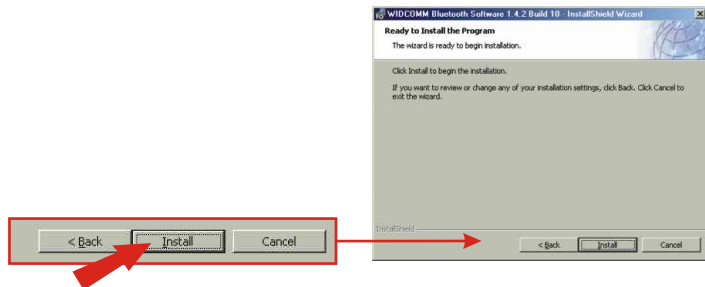 WIDCOMM Bluetooth Software 1.4.2 Build 10 - InstallShield Wizard
Ready to Install the Program
The wizard is ready to begin installation.
Click Install to begin the installation.
If you want to review or change any of your installation settings, click Back. Click Cancel to
exit the wizard.
InstallShield
< Back Install Cancel
< Back Install Cancel